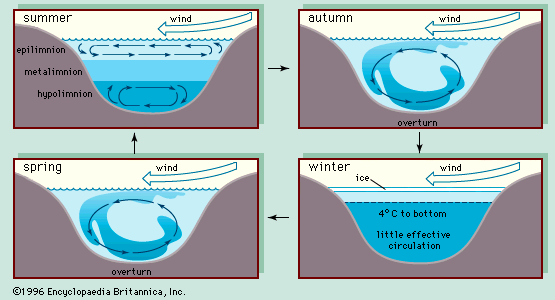 summer
wind
epilimnion
metalimnion
hypolimnion
autumn
wind
overturn
spring
wind
overturn
winter
wind
ice
4° C to bottom
little effective
circulation
©1996 Encyclopaedia Britannica, Inc.